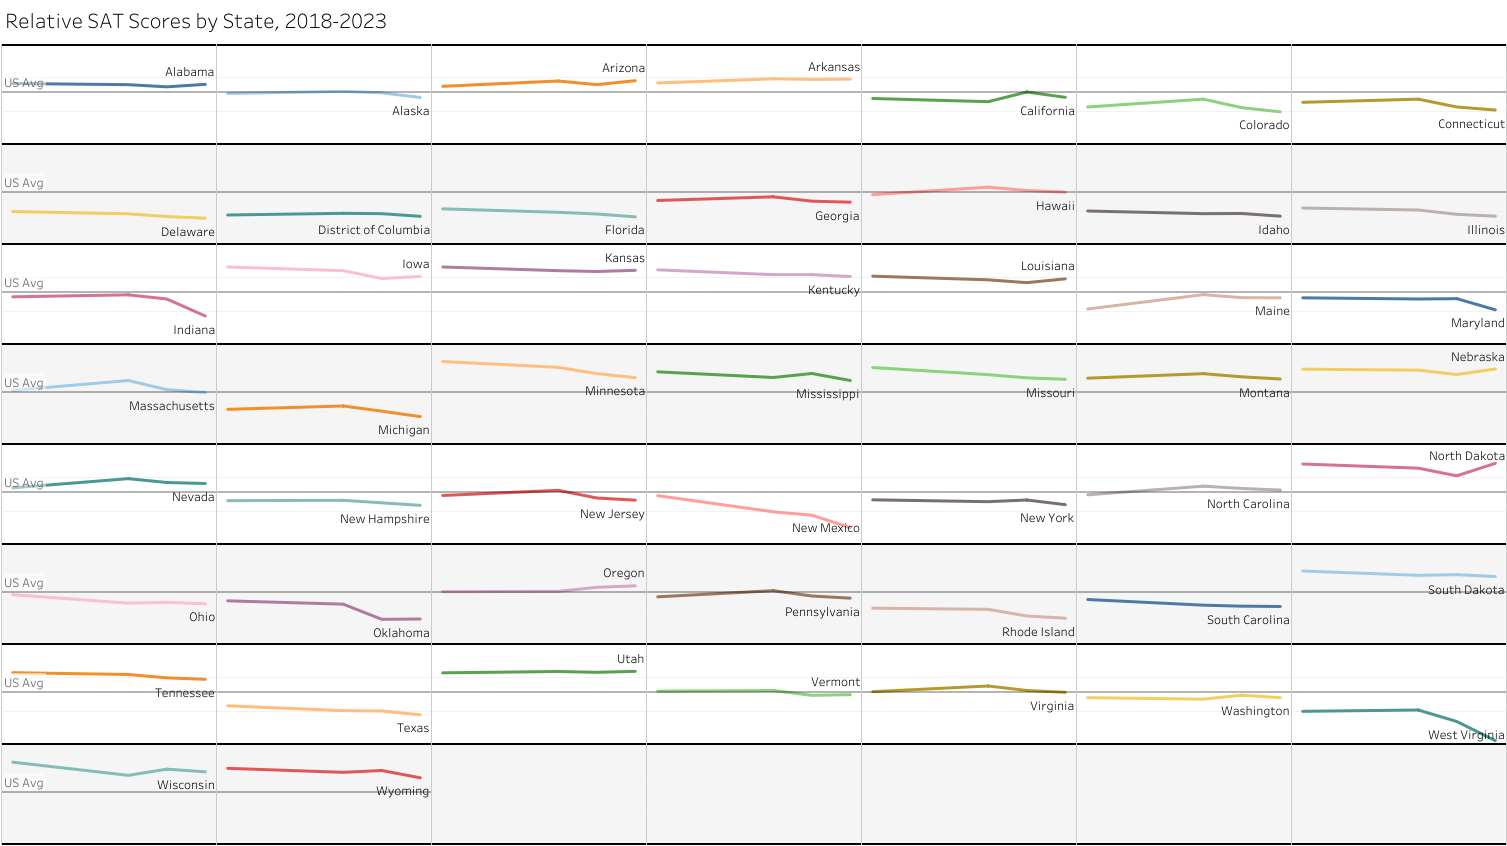 Relative SAT Scores by State, 2018-2023
US Avg
Alabama
Alaska
Arizona
Arkansas
California
Colorado
Connecticut
US Avg
Delaware
District of Columbia
Florida
Georgia
Hawaii
Idaho
Illinois
US Avg
Indiana
Iowa
Kansas
Kentucky
Louisiana
Maine
Maryland
US Avg
Massachusetts
Michigan
Minnesota
Mississippi
Missouri
Montana
Nebraska
US Avg
Nevada
New Hampshire
New Jersey
New Mexico
New York
North Carolina
North Dakota
US Avg
Ohio
Oklahoma
Oregon
Pennsylvania
Rhode Island
South Carolina
South Dakota
US Avg
Tennessee
Texas
Utah
Vermont
Virginia
Washington
West Virginia
US Avg
Wisconsin
Wyoming